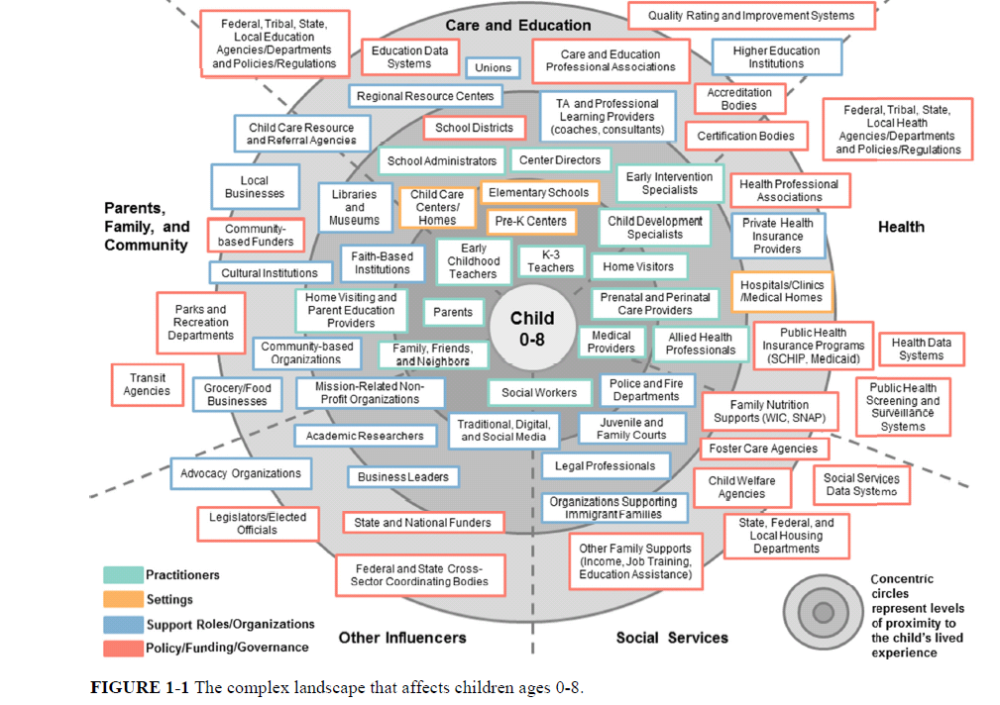 Care and Education
Quality Rating and Improvement Systems
Federal, Tribal, State,
Local Education
Agencies/Departments
and Policies/Regulations
Education Data
Systems
Unions
Care and Education
Professional Associations
Higher Education
Institutions
Regional Resource Centers
TA and Professional
Learning Providers
(coaches, consultants)
Accreditation
Bodies
Federal, Tribal, State,
Local Heath
Agencies/Departments
and Policies/Regulations
Child Care Resource
and Referral Agencies
School Districts
Certification Bodies
School Administrators
Center Directors
Early Intervention
Specialists
Health Professional
Associations
Local
Businesses
Libraries
and
Museums
Child Care
Centers/
Homes
Elementary Schools
Pre-K Centers
Child Development
Specialists
Private Health
Insurance
Providers
Parents,
Family, and
Community
Health
Community-
based Funders
Cultural Institutions
Faith-Based
Institutions
Early
Childhood
Teachers
K-3
Teachers
Home Visitors
Hospitals/Clinics
/Medical Homes
Home Visiting and
Parent Education
Providers
Parents
Child
0-8
Prenatal and Perinatal
Care Providers
Parks and
Recreation
Departments
Community-based
Organizations
Family, Friends,
and Neighbors
Medical
Providers
Allied Health
Professionals
Public Health
Insurance Programs
(SCHIP, Medicaid)
Health Data
Systems
Transit
Agencies
Grocery/Food
Businesses
Mission-Related Non-
Profit Organizations
Social Workers
Police and Fire
Departments
Family Nutrition
Supports (WIC, SNAP)
Public Health
Screening and
Surveillance
Systems
Academic Researchers
Traditional, Digital,
and Social Media
Juvenile and
Family Courts
Foster Care Agencies
Advocacy Organizations
Business Leaders
Legal Professionals
Child Welfare
Agencies
Social Services
Data Systems
Legislators/Elected
Officials
State and National Funders
Organizations Supporting
Immigrant Families
State, Federal, and
Local Housing
Departments
Federal and State Cross-
Sector Coordinating Bodies
Other Family Supports
(Income, Job Training,
Education Assistance)
Practitioners
Settings
Support Roles/Organizations
Policy/Funding/Governance
Other Influencers
Social Services
Concentric
circles
represent levels
of proximity to
the child's lived
experience
FIGURE 1-1 The complex landscape that affects children ages 0-8.